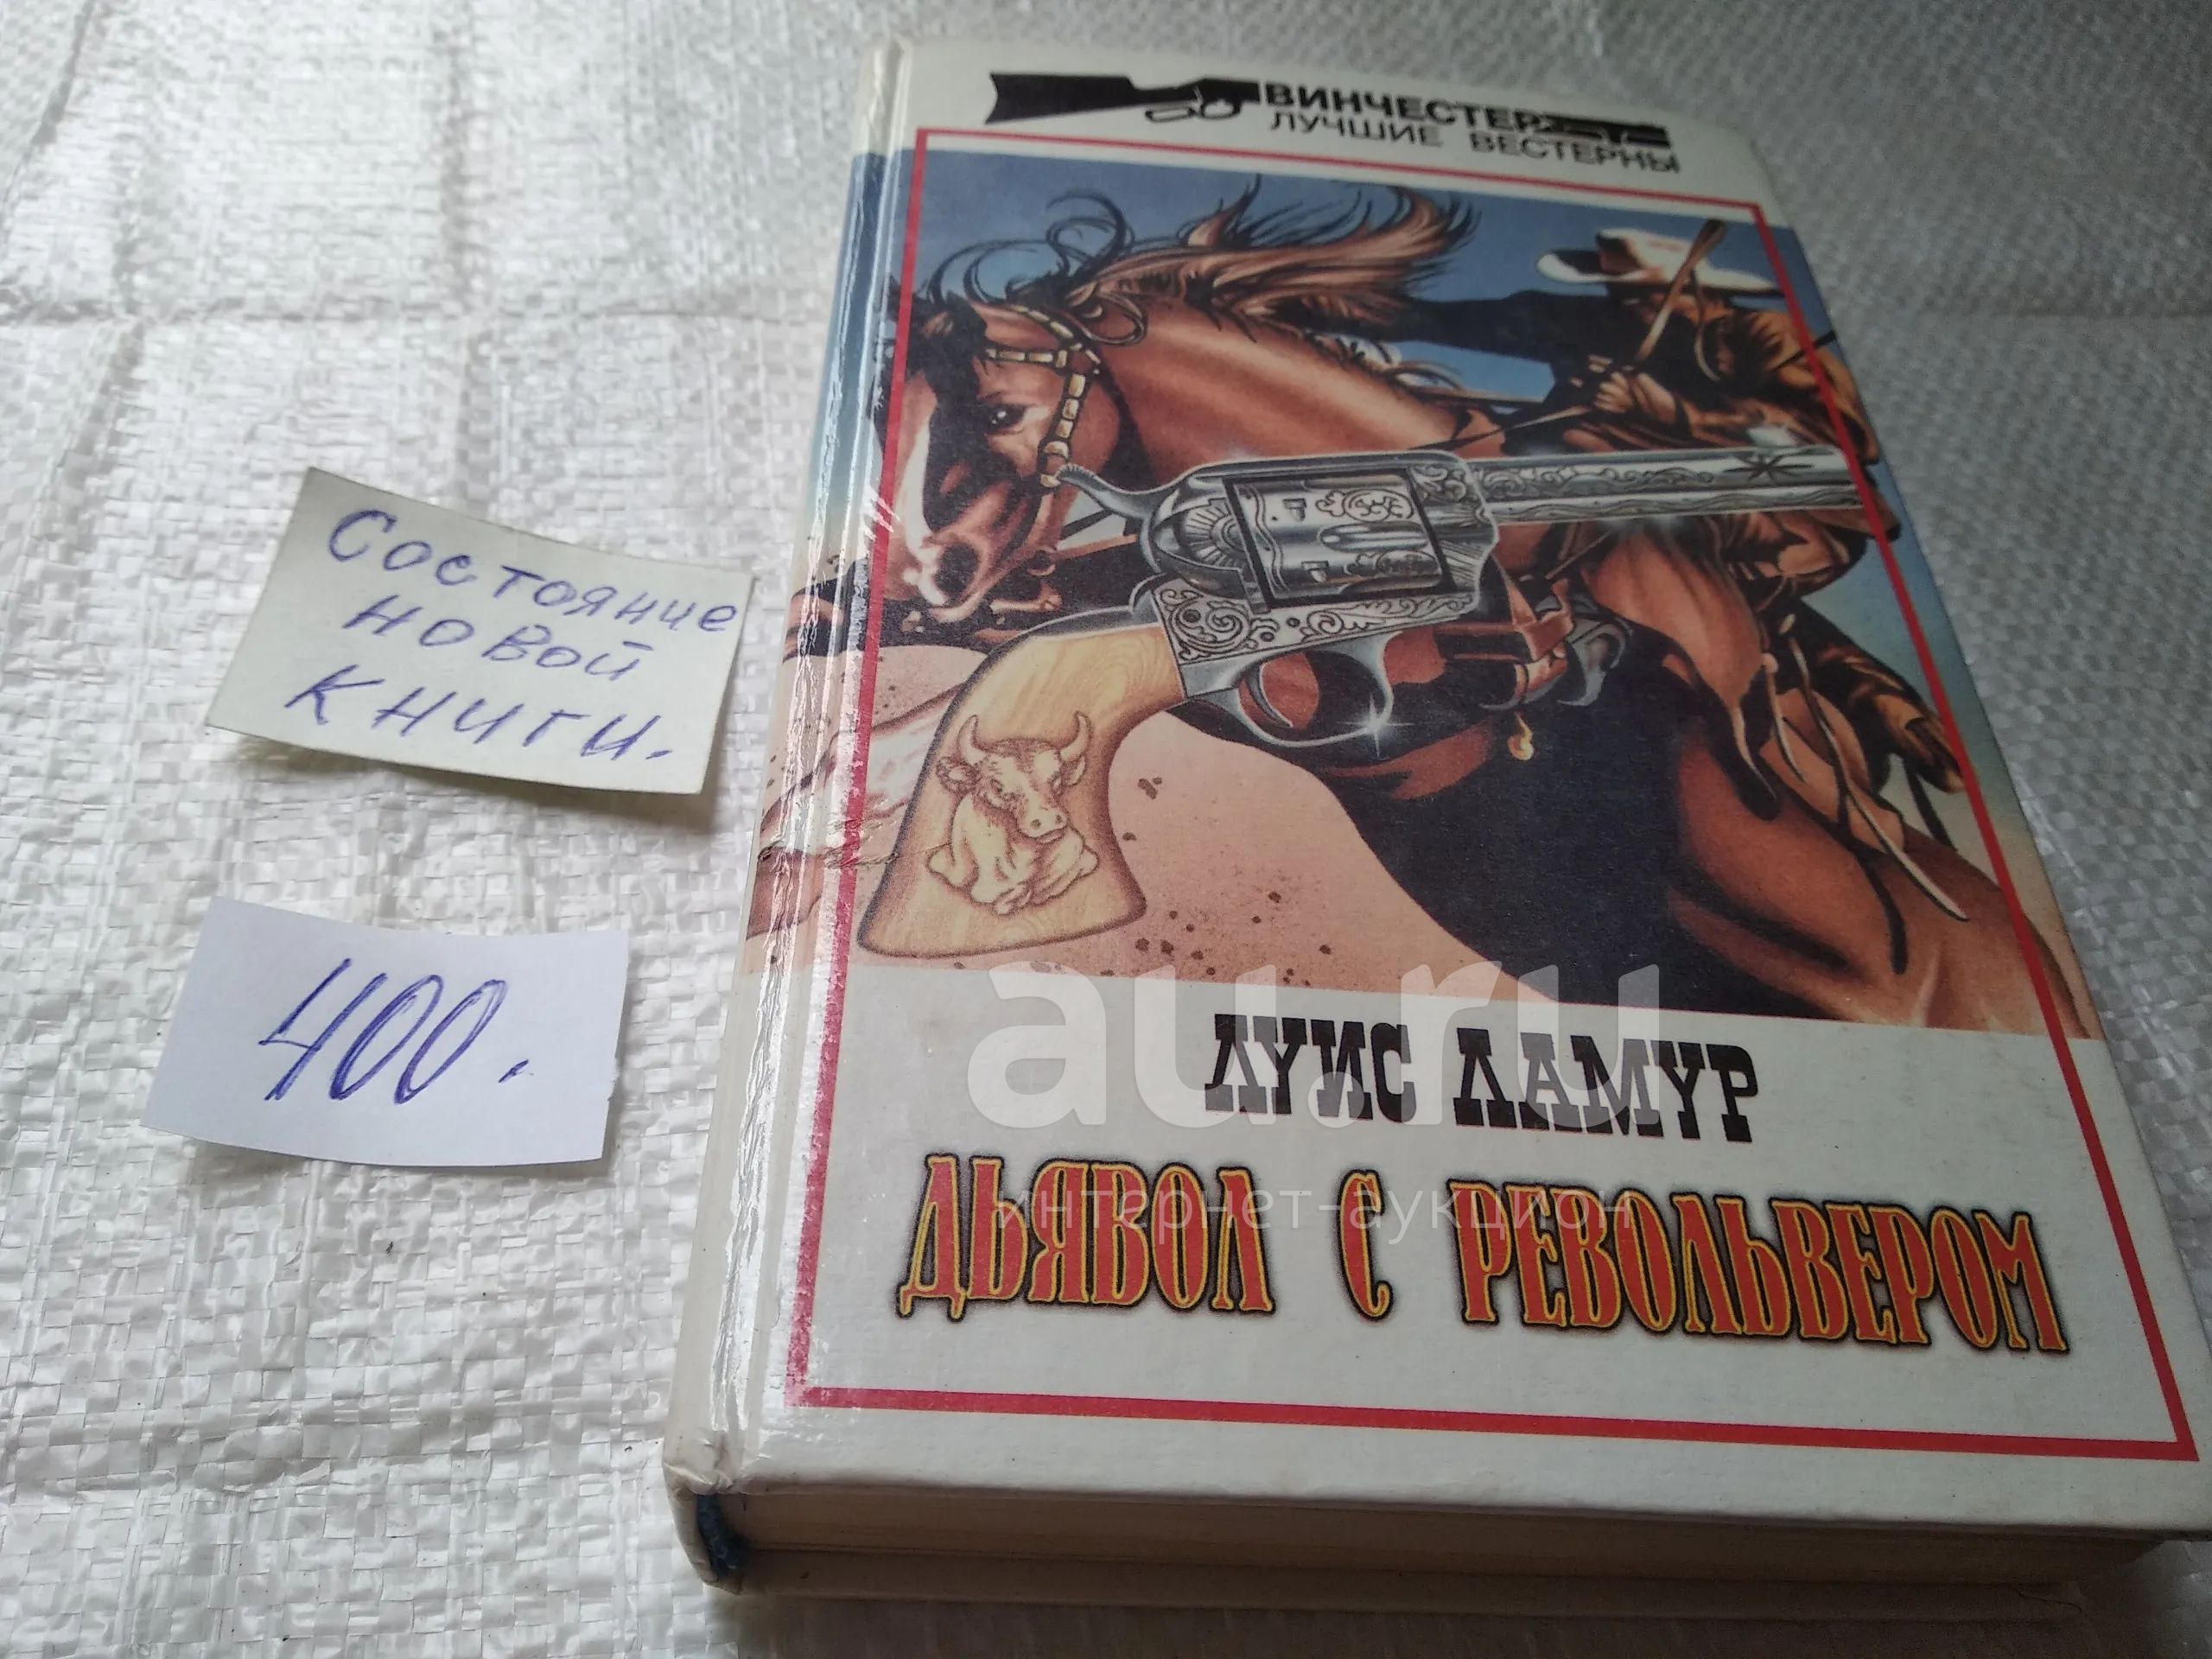 ВИНЧЕСТЕР
ЛУЧШИЕ ВЕСТЕРНЫ
Состояние
новой
книги.
400.
au.ru
ЛУИС ЛАМУР
интернет-аукцион
ДЬЯВОЛ С РЕВОЛЬВЕРОМ